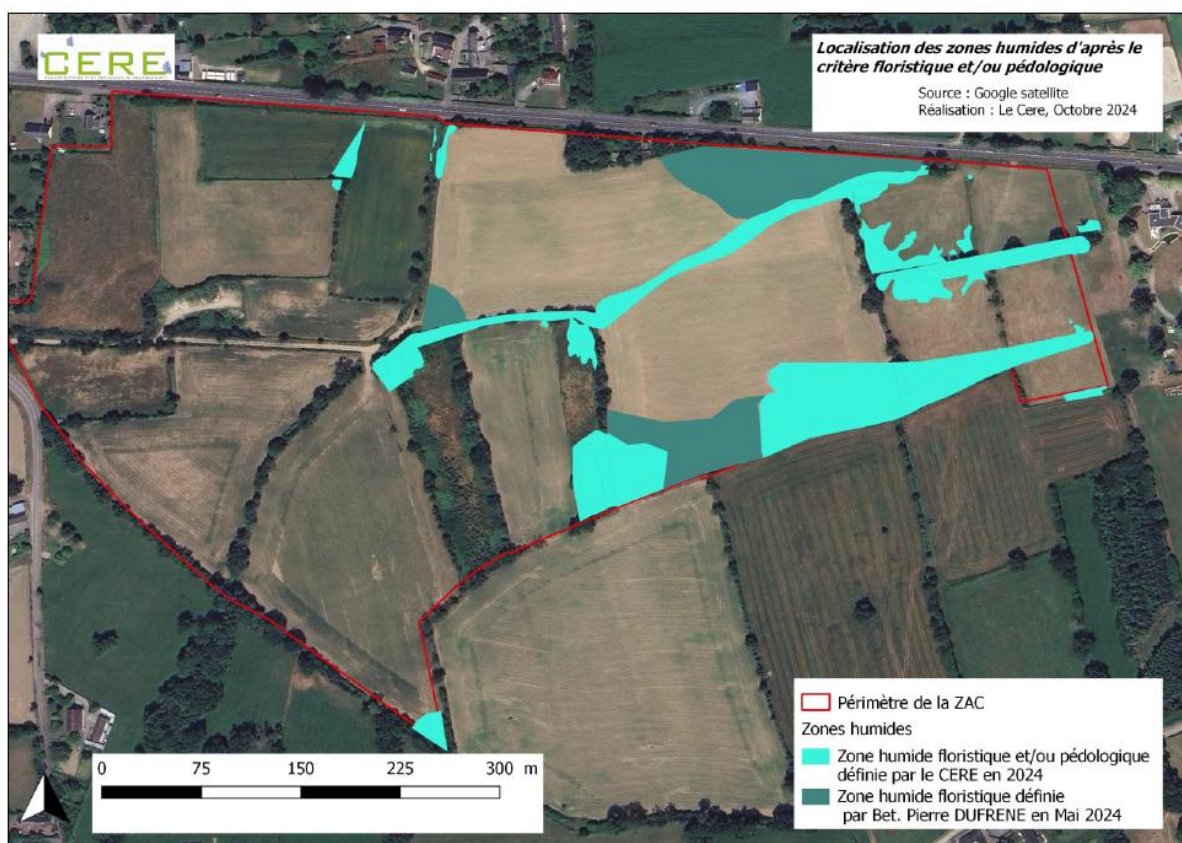 CERE
Localisation des zones humides d'après le
critère floristique et/ou pédologique
Source : Google satellite
Réalisation : Le Cere, Octobre 2024
Périmètre de la ZAC
Zones humides
Zone humide floristique et/ou pédologique
définie par le CERE en 2024
Zone humide floristique définie
par Bet. Pierre DUFRENE en Mai 2024
0 75 150 225 300 m